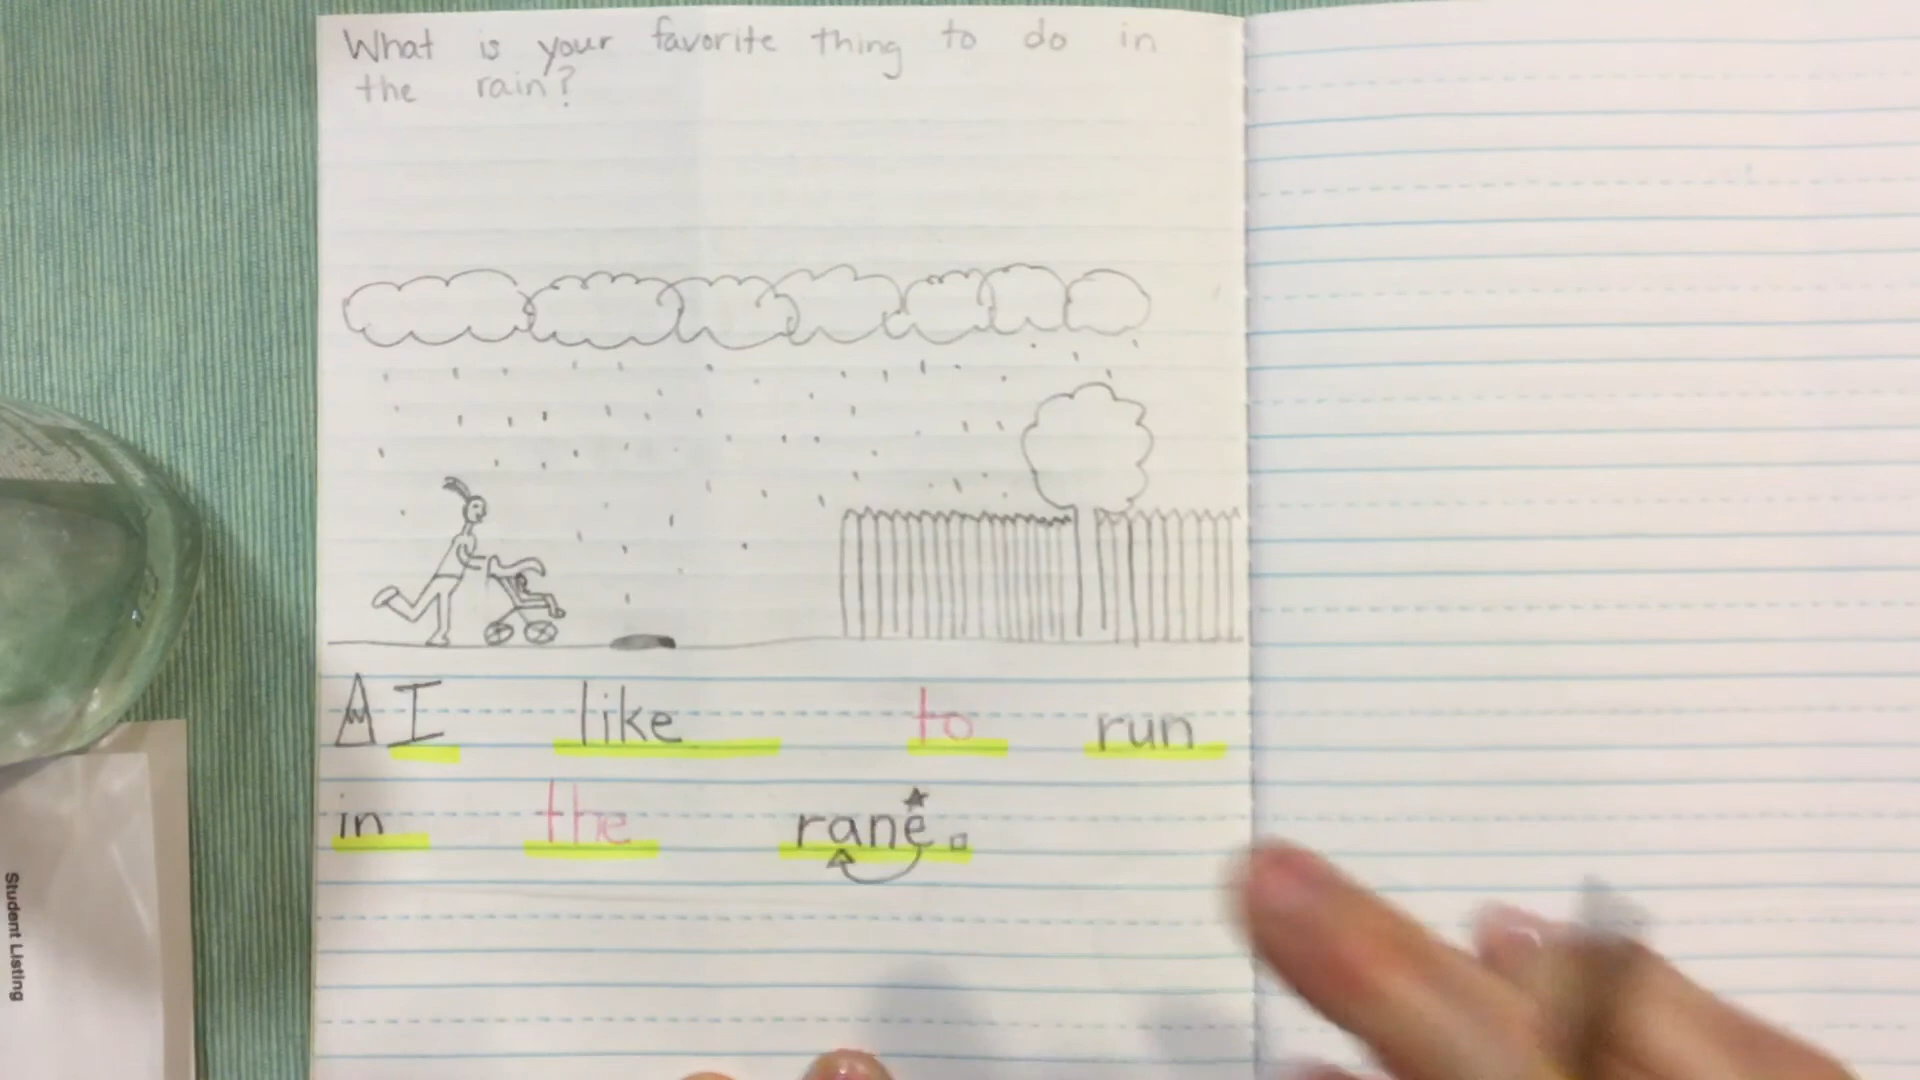 What is your favorite thing to do in
the rain?
I like to run
in the rane.
Student Listing